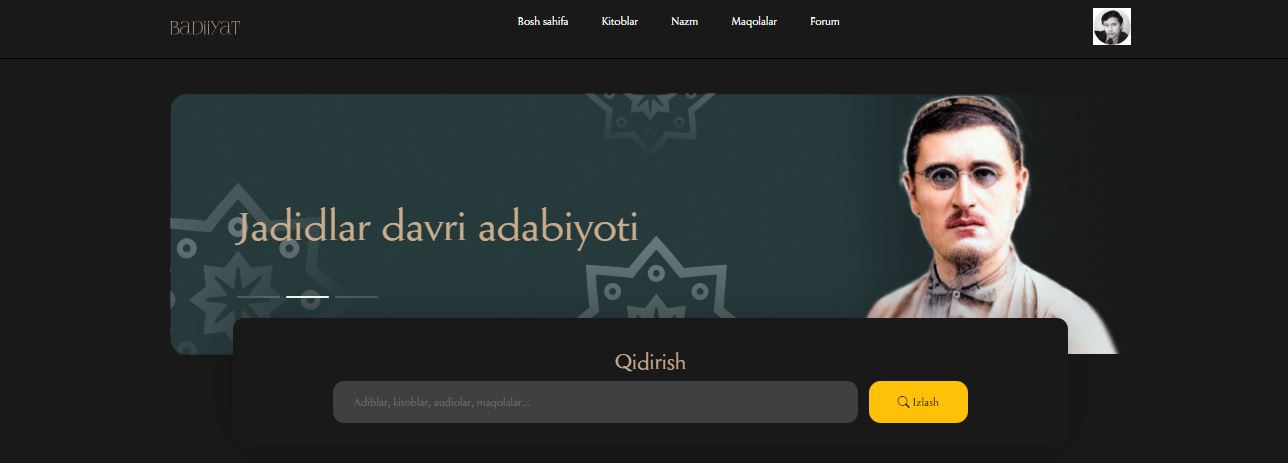 BADIIYAT
Bosh sahifa Kitoblar Nazm Maqolalar Forum
Jadidlar davri adabiyoti
Qidirish
Adiblar, kitoblar, audiolar, maqolalar...
Izlash